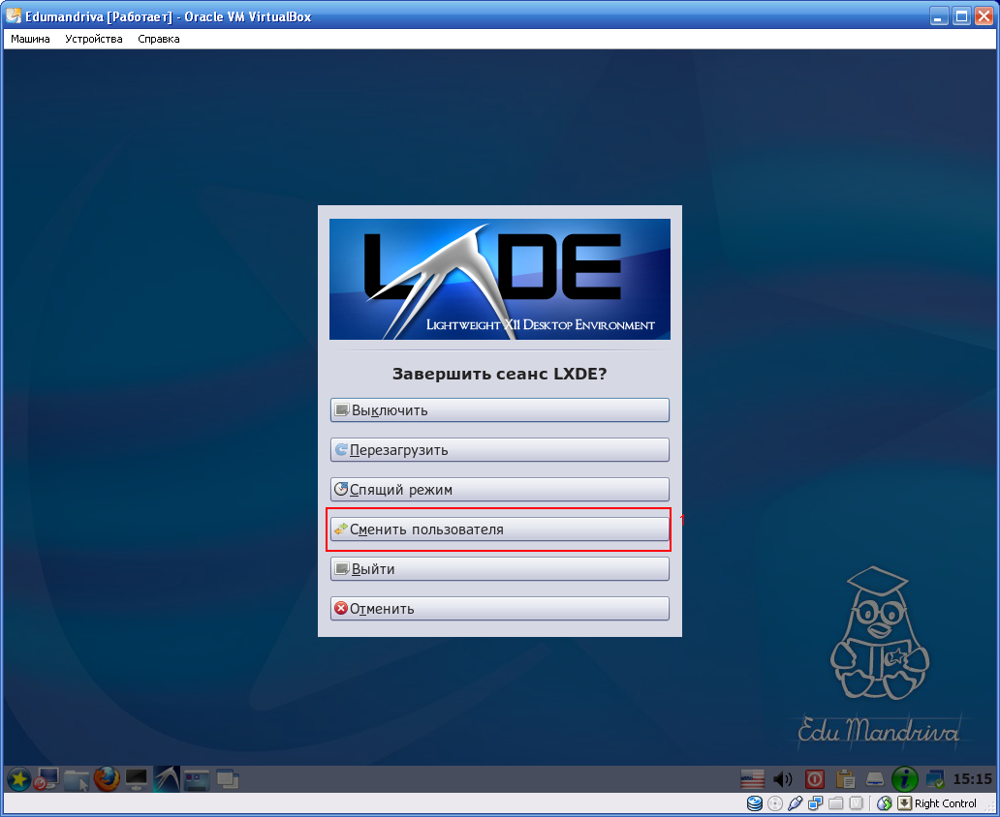 Edumandriva [Работает] - Oracle VM VirtualBox
Машина Устройства Справка
LXDE
Lightweight X11 Desktop Environment
Завершить сеанс LXDE?
Выключить
Перезагрузить
Спящий режим
Сменить пользователя
1
Выйти
Отменить
Edu Mandriva
15:15
Right Control